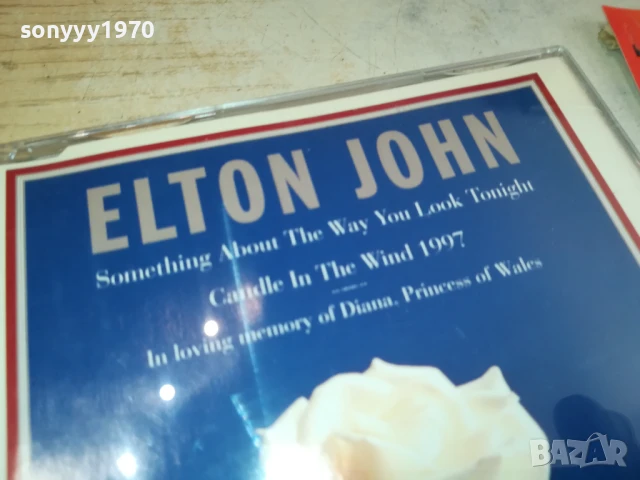 sonyyy1970
ELTON JOHN
Something About The Way You Look Tonight
Candle In The Wind 1997
In loving memory of Diana, Princess of Wales
BAZAR